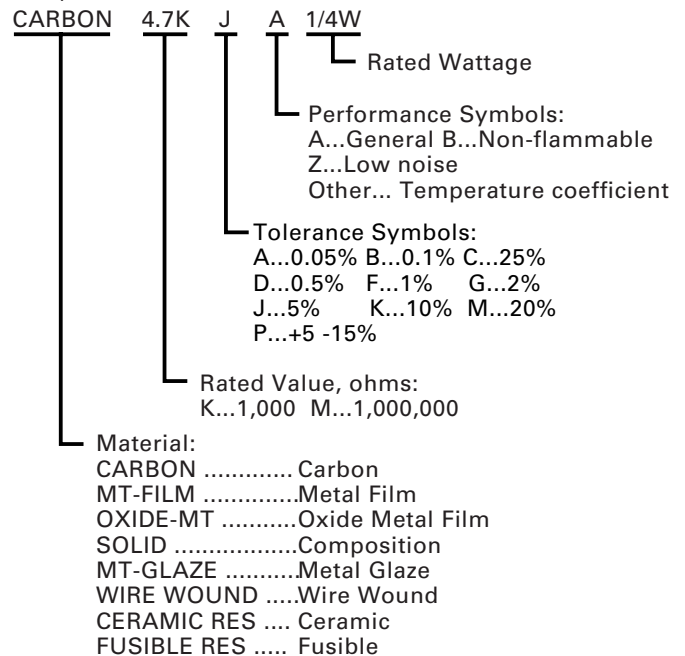 CARBON 4.7K J A 1/4W
Rated Wattage
Performance Symbols:
A...General B...Non-flammable
Z...Low noise
Other... Temperature coefficient
Tolerance Symbols:
A...0.05% B...0.1% C...25%
D...0.5% F...1% G...2%
J...5% K...10% M...20%
P...+5 -15%
Rated Value, ohms:
K...1,000 M...1,000,000
Material:
CARBON ............. Carbon
MT-FILM ..............Metal Film
OXIDE-MT ...........Oxide Metal Film
SOLID ..................Composition
MT-GLAZE ...........Metal Glaze
WIRE WOUND .....Wire Wound
CERAMIC RES .... Ceramic
FUSIBLE RES ..... Fusible